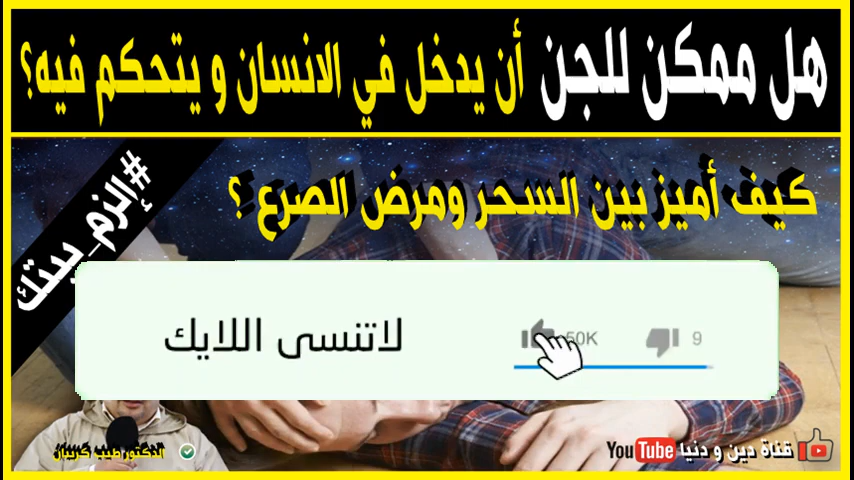 هل ممكن للجن أن يدخل في الانسان و يتحكم فيه؟
كيف أميز بين السحر ومرض الصرع ؟
#إلزم_بيتك
لاتنسى اللايك
50K
9
الدكتور طيب كريبان
YouTube قناة دين و دنيا